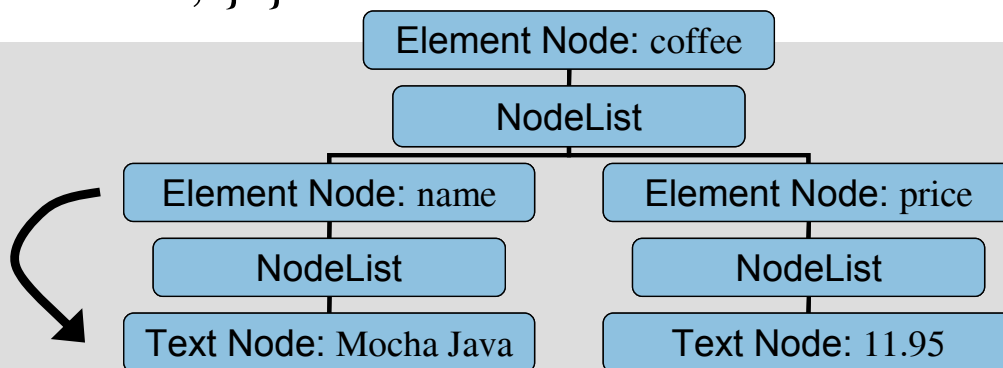 Element Node: coffee
NodeList
Element Node: name Element Node: price
NodeList NodeList
Text Node: Mocha Java Text Node: 11.95